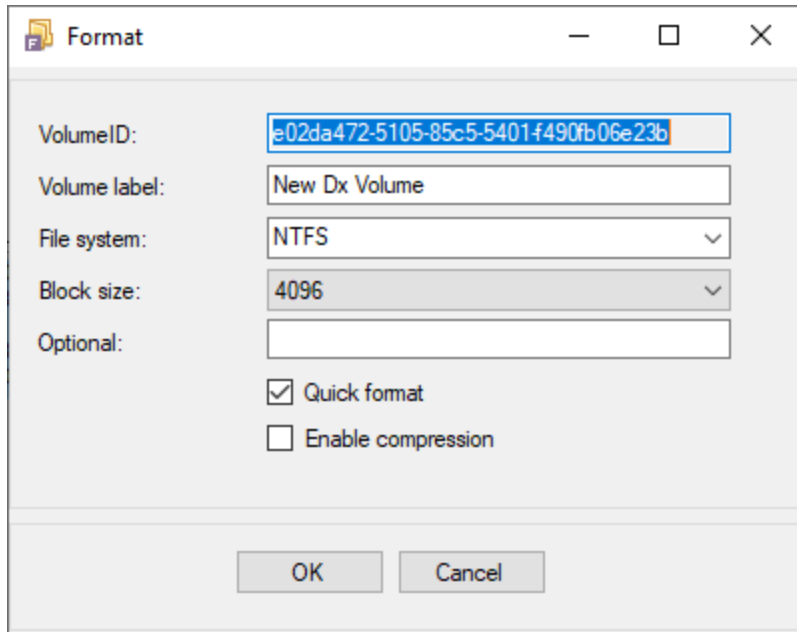 Format
VolumeID: e02da472-5105-85c5-5401-f490fb06e23b
Volume label: New Dx Volume
File system: NTFS
Block size: 4096
Optional:
Quick format
Enable compression
OK Cancel